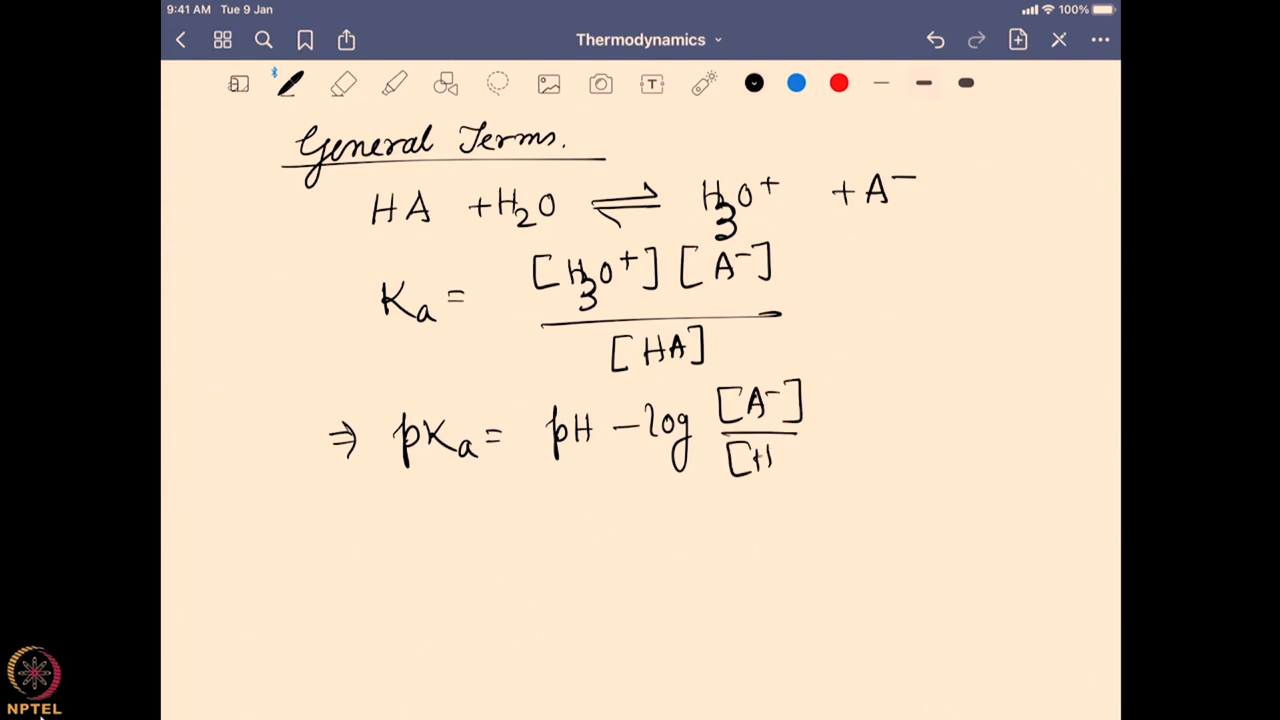 9:41 AM Tue 9 Jan
100%
Thermodynamics
T
General Terms.
HA + H₂O ⇌ H₃O⁺ + A⁻
Kₐ = [H₃O⁺] [A⁻]
[HA]
⇒ pKₐ = pH – log [A⁻]
[H
NPTEL